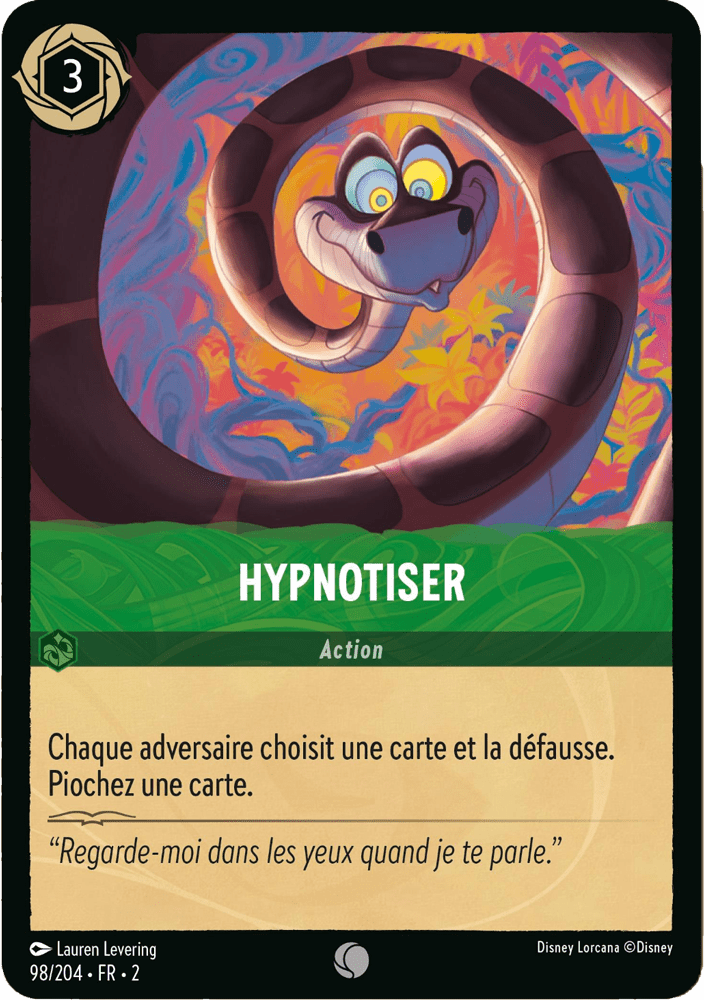 3
HYPNOTISER
Action
Chaque adversaire choisit une carte et la défausse.
Piochez une carte.
“Regarde-moi dans les yeux quand je te parle.”
Lauren Levering
Disney Lorcana ©Disney
98/204 • FR • 2